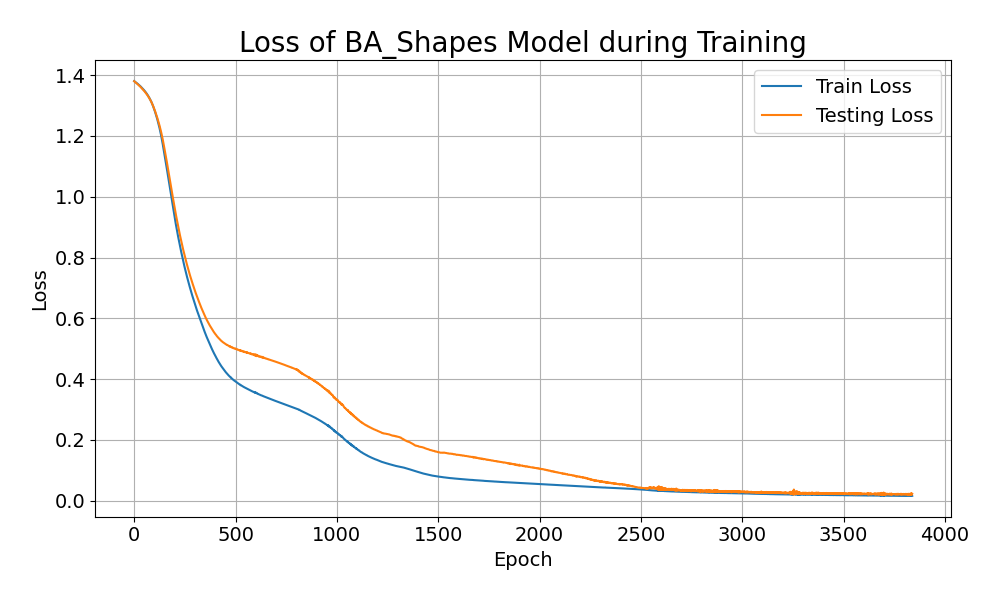 Loss of BA_Shapes Model during Training
1.4
1.2
1.0
0.8
0.6
0.4
0.2
0.0
Loss
Train Loss
Testing Loss
0 500 1000 1500 2000 2500 3000 3500 4000
Epoch